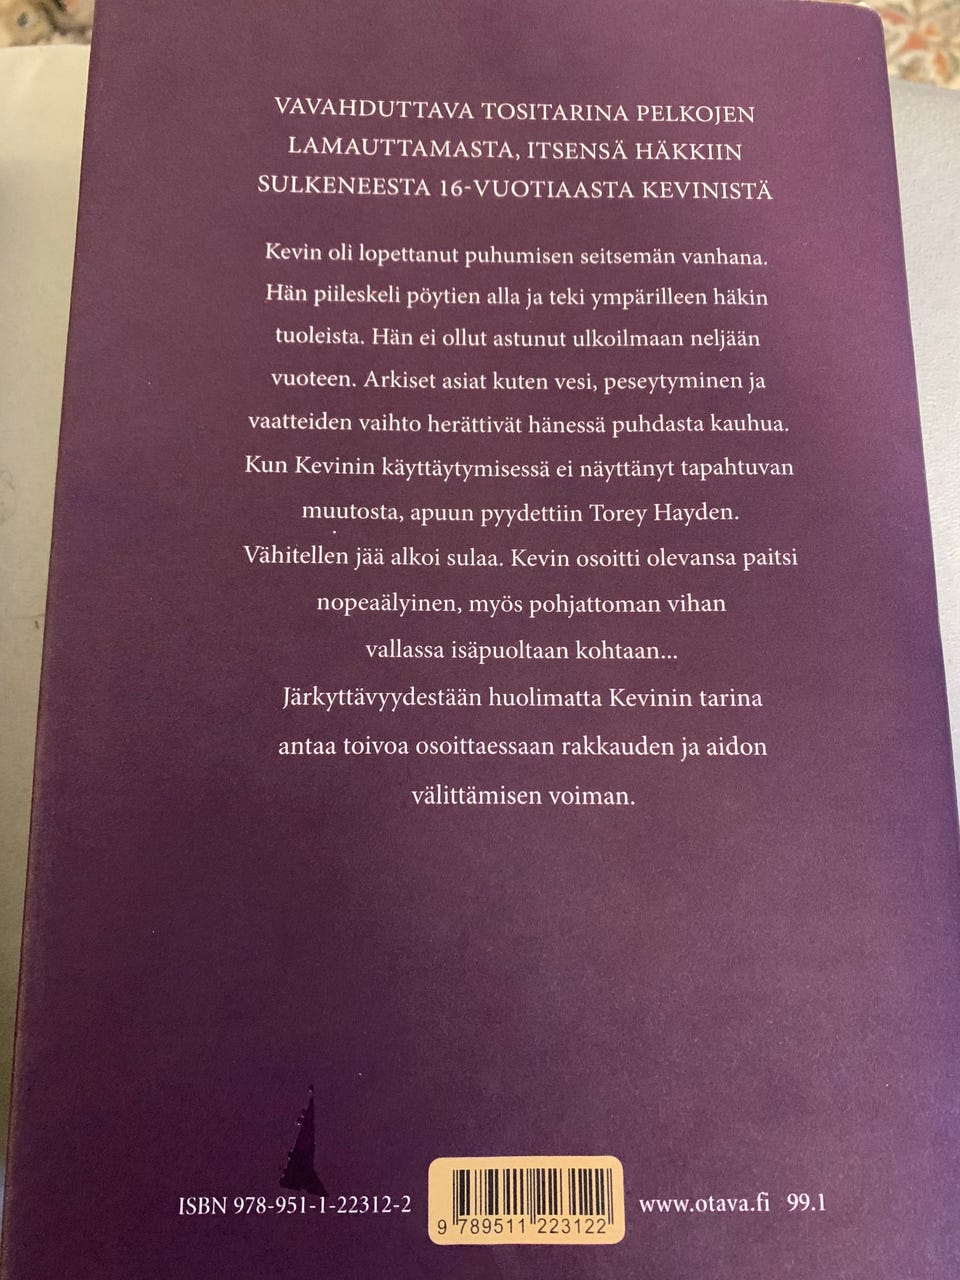 VAVAHDUTTAVA TOSITARINA PELKOJEN
LAMAUTTAMASTA, ITSENSÄ HÄKKIIN
SULKENEESTA 16-VUOTIAASTA KEVINISTÄ
Kevin oli lopettanut puhumisen seitsemän vanhana.
Hän piileskeli pöytien alla ja teki ympärilleen häkin
tuoleista. Hän ei ollut astunut ulkoilmaan neljään
vuoteen. Arkiset asiat kuten vesi, peseytyminen ja
vaatteiden vaihto herättivät hänessä puhdasta kauhua.
Kun Kevinin käyttäytymisessä ei näyttänyt tapahtuvan
muutosta, apuun pyydettiin Torey Hayden.
Vähitellen jää alkoi sulaa. Kevin osoitti olevansa paitsi
nopeaälyinen, myös pohjattoman vihan
vallassa isäpuoltaan kohtaan...
Järkyttävyydestään huolimatta Kevinin tarina
antaa toivoa osoittaessaan rakkauden ja aidon
välittämisen voiman.
ISBN 978-951-1-22312-2
9 789511 223122
www.otava.fi 99.1